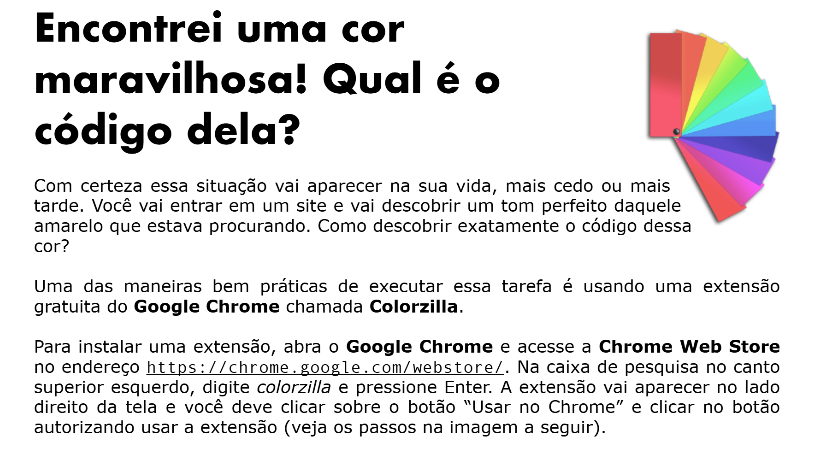 Encontrei uma cor
maravilhosa! Qual é o
código dela?
Com certeza essa situação vai aparecer na sua vida, mais cedo ou mais
tarde. Você vai entrar em um site e vai descobrir um tom perfeito daquele
amarelo que estava procurando. Como descobrir exatamente o código dessa
cor?
Uma das maneiras bem práticas de executar essa tarefa é usando uma extensão
gratuita do Google Chrome chamada Colorzilla.
Para instalar uma extensão, abra o Google Chrome e acesse a Chrome Web Store
no endereço https://chrome.google.com/webstore/. Na caixa de pesquisa no canto
superior esquerdo, digite colorzilla e pressione Enter. A extensão vai aparecer no lado
direito da tela e você deve clicar sobre o botão “Usar no Chrome” e clicar no botão
autorizando usar a extensão (veja os passos na imagem a seguir).